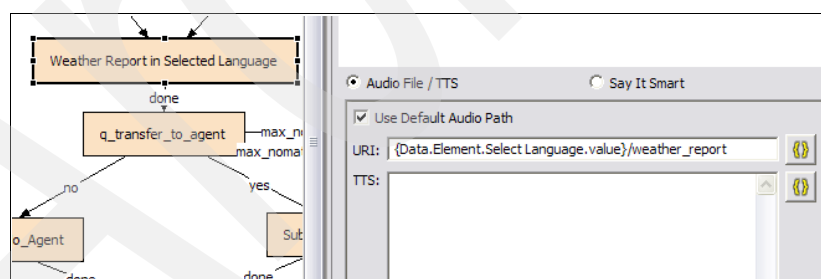 Weather Report in Selected Language
done
q_transfer_to_agent
max_n
max_nomat
no
yes
o_Agent
Sub
done
done
Audio File / TTS
Say It Smart
Use Default Audio Path
URI: {Data.Element.Select Language.value}/weather_report
TTS: